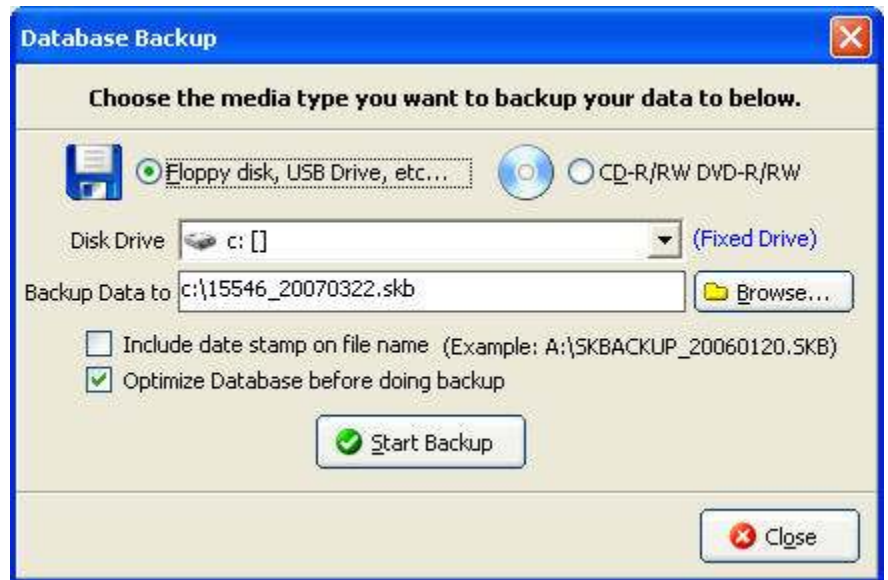 Database Backup
Choose the media type you want to backup your data to below.
Floppy disk, USB Drive, etc... CD-R/RW DVD-R/RW
Disk Drive c: [] (Fixed Drive)
Backup Data to c:\15546_20070322.skb Browse...
Include date stamp on file name (Example: A:\SKBACKUP_20060120.SKB)
Optimize Database before doing backup
Start Backup
Close